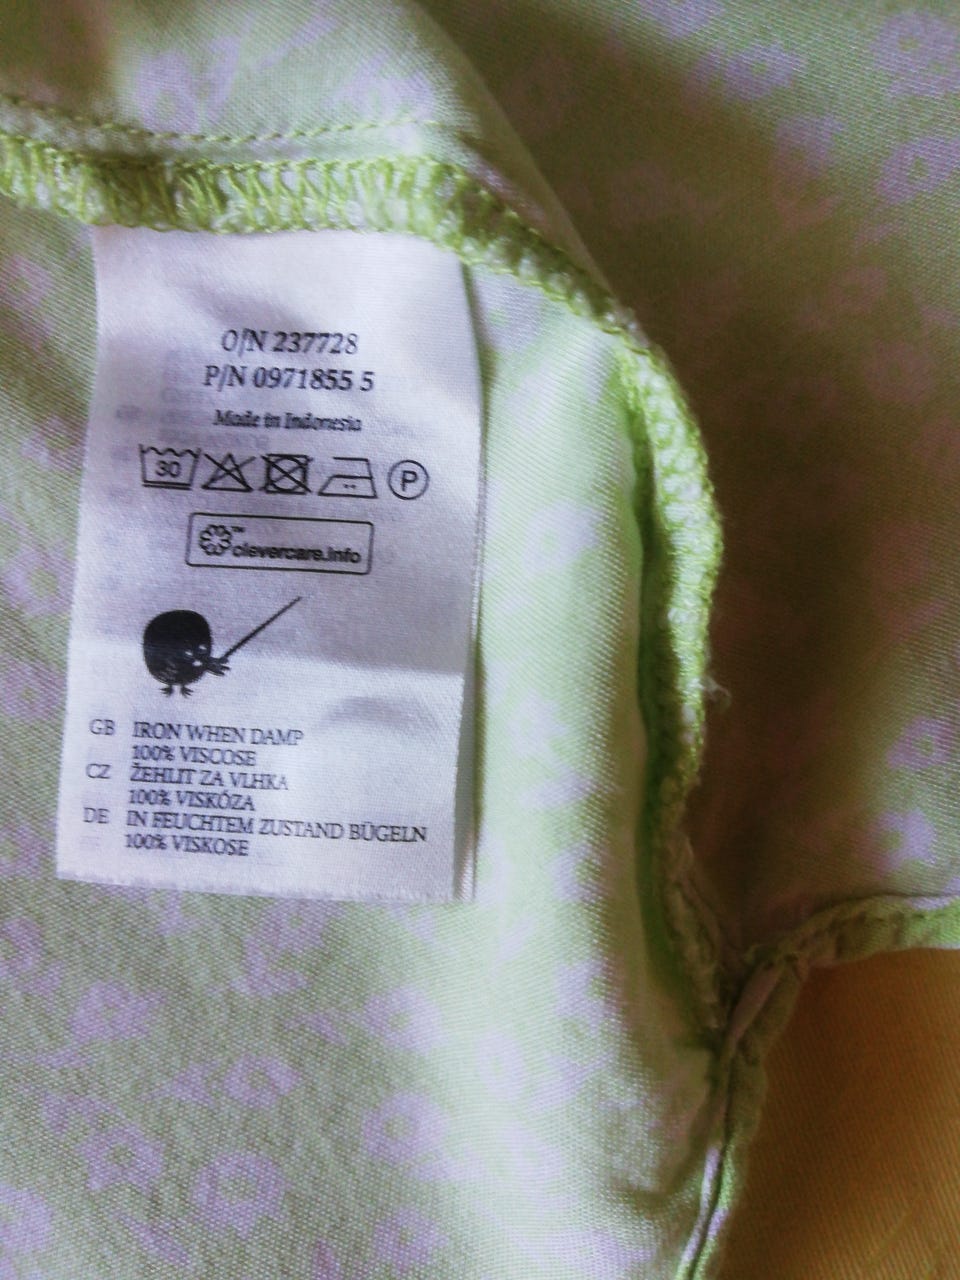 O/N 237728
P/N 0971855 5
Made in Indonesia
30 P
clevercare.info
GB IRON WHEN DAMP
100% VISCOSE
CZ ŽEHLIT ZA VLHKA
100% VISKÓZA
DE IN FEUCHTEM ZUSTAND BÜGELN
100% VISKOSE